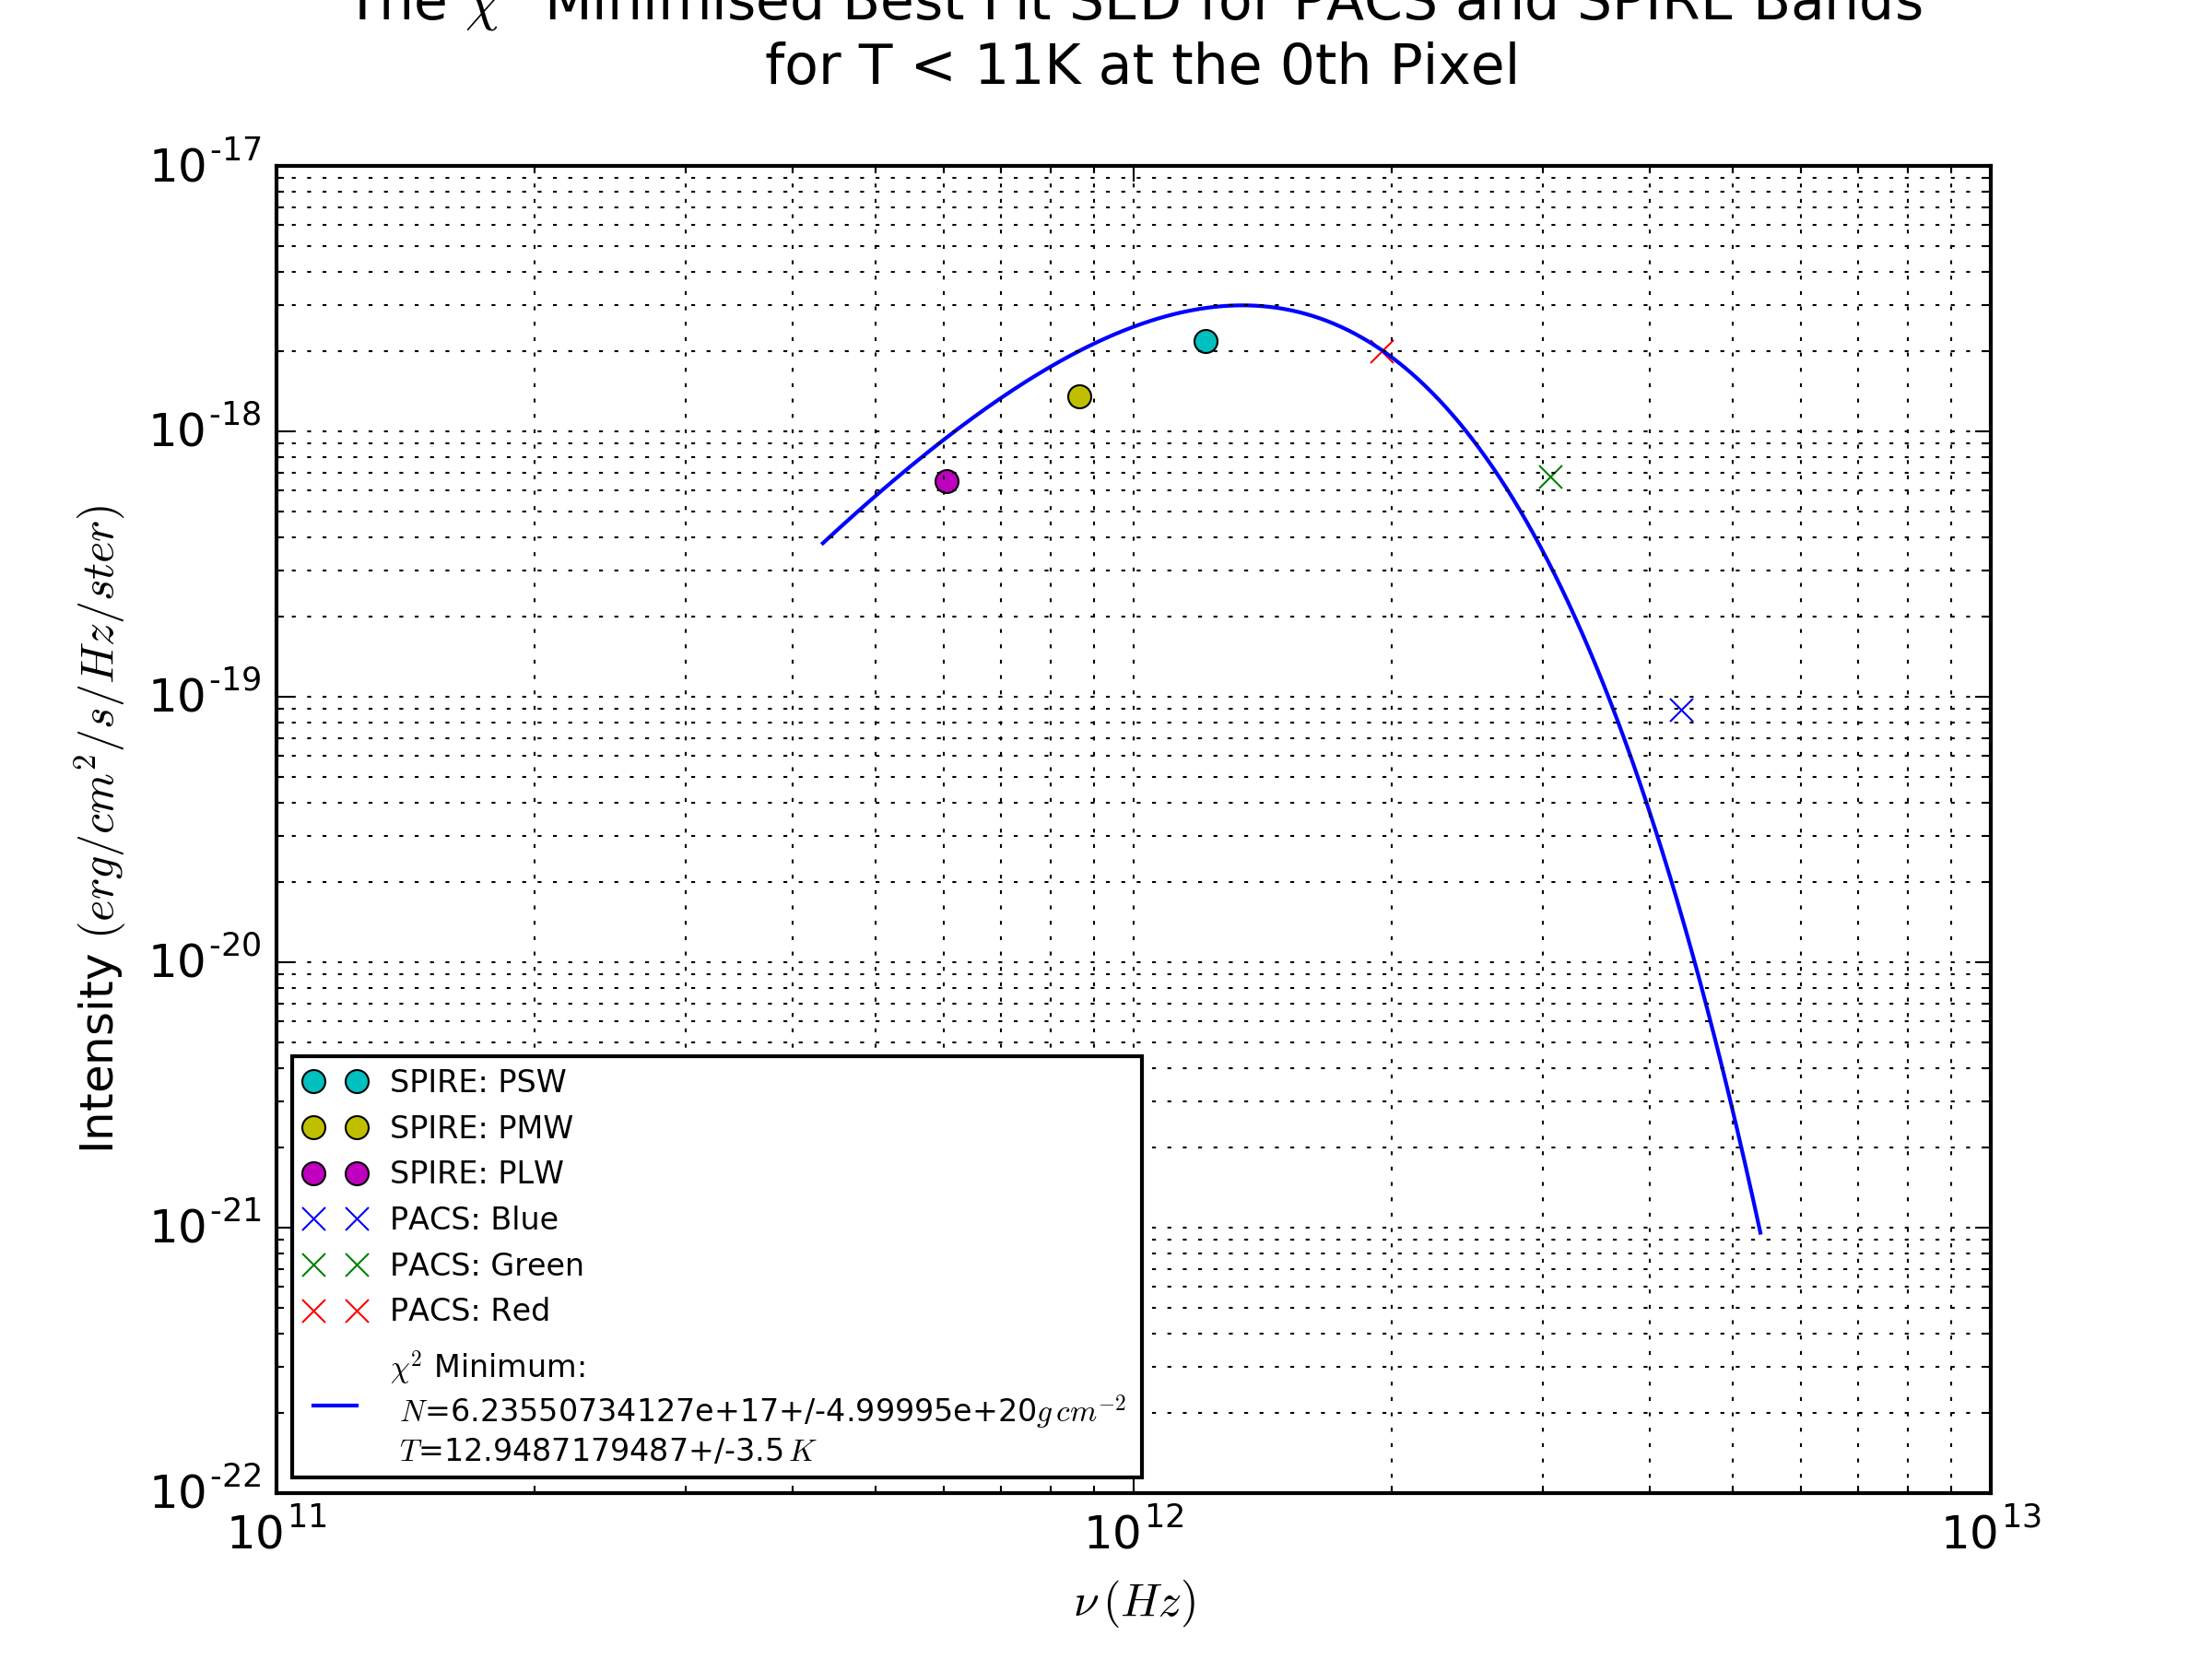 The χ² Minimised Best Fit SED for PACS and SPIRE Bands
for T < 11K at the 0th Pixel
10^-17
10^-18
10^-19
10^-20
10^-21
10^-22
Intensity (erg/cm²/s/Hz/ster)
SPIRE: PSW
SPIRE: PMW
SPIRE: PLW
PACS: Blue
PACS: Green
PACS: Red
χ² Minimum:
N=6.23550734127e+17+/-4.99995e+20g cm⁻²
T=12.9487179487+/-3.5 K
10^11 10^12 10^13
ν (Hz)